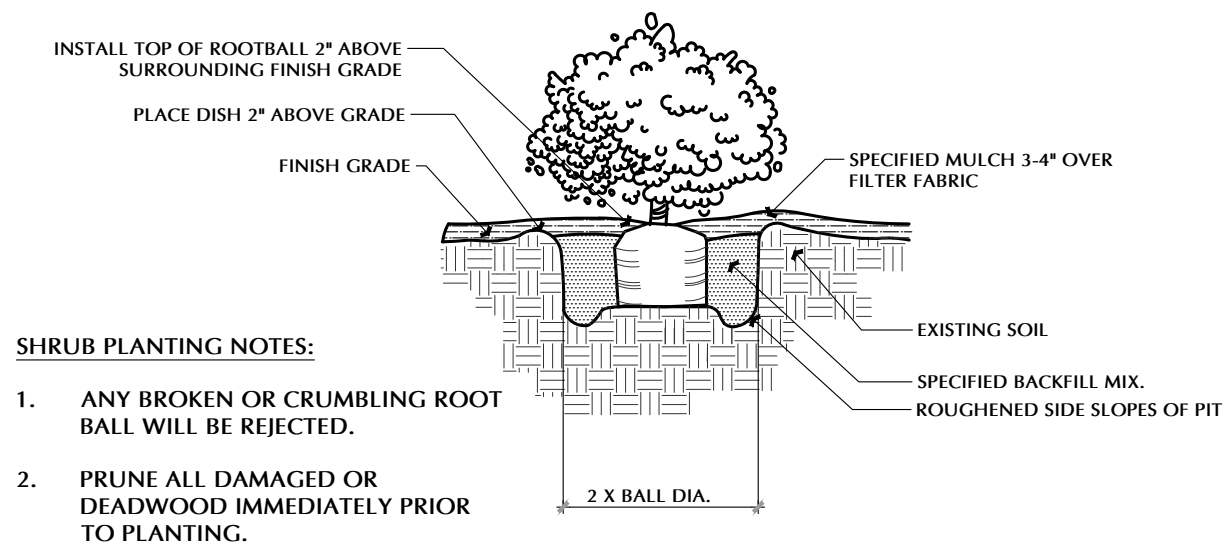 INSTALL TOP OF ROOTBALL 2" ABOVE
SURROUNDING FINISH GRADE
PLACE DISH 2" ABOVE GRADE
FINISH GRADE
SPECIFIED MULCH 3-4" OVER
FILTER FABRIC
EXISTING SOIL
SPECIFIED BACKFILL MIX.
ROUGHENED SIDE SLOPES OF PIT
2 X BALL DIA.
SHRUB PLANTING NOTES:
1. ANY BROKEN OR CRUMBLING ROOT
BALL WILL BE REJECTED.
2. PRUNE ALL DAMAGED OR
DEADWOOD IMMEDIATELY PRIOR
TO PLANTING.